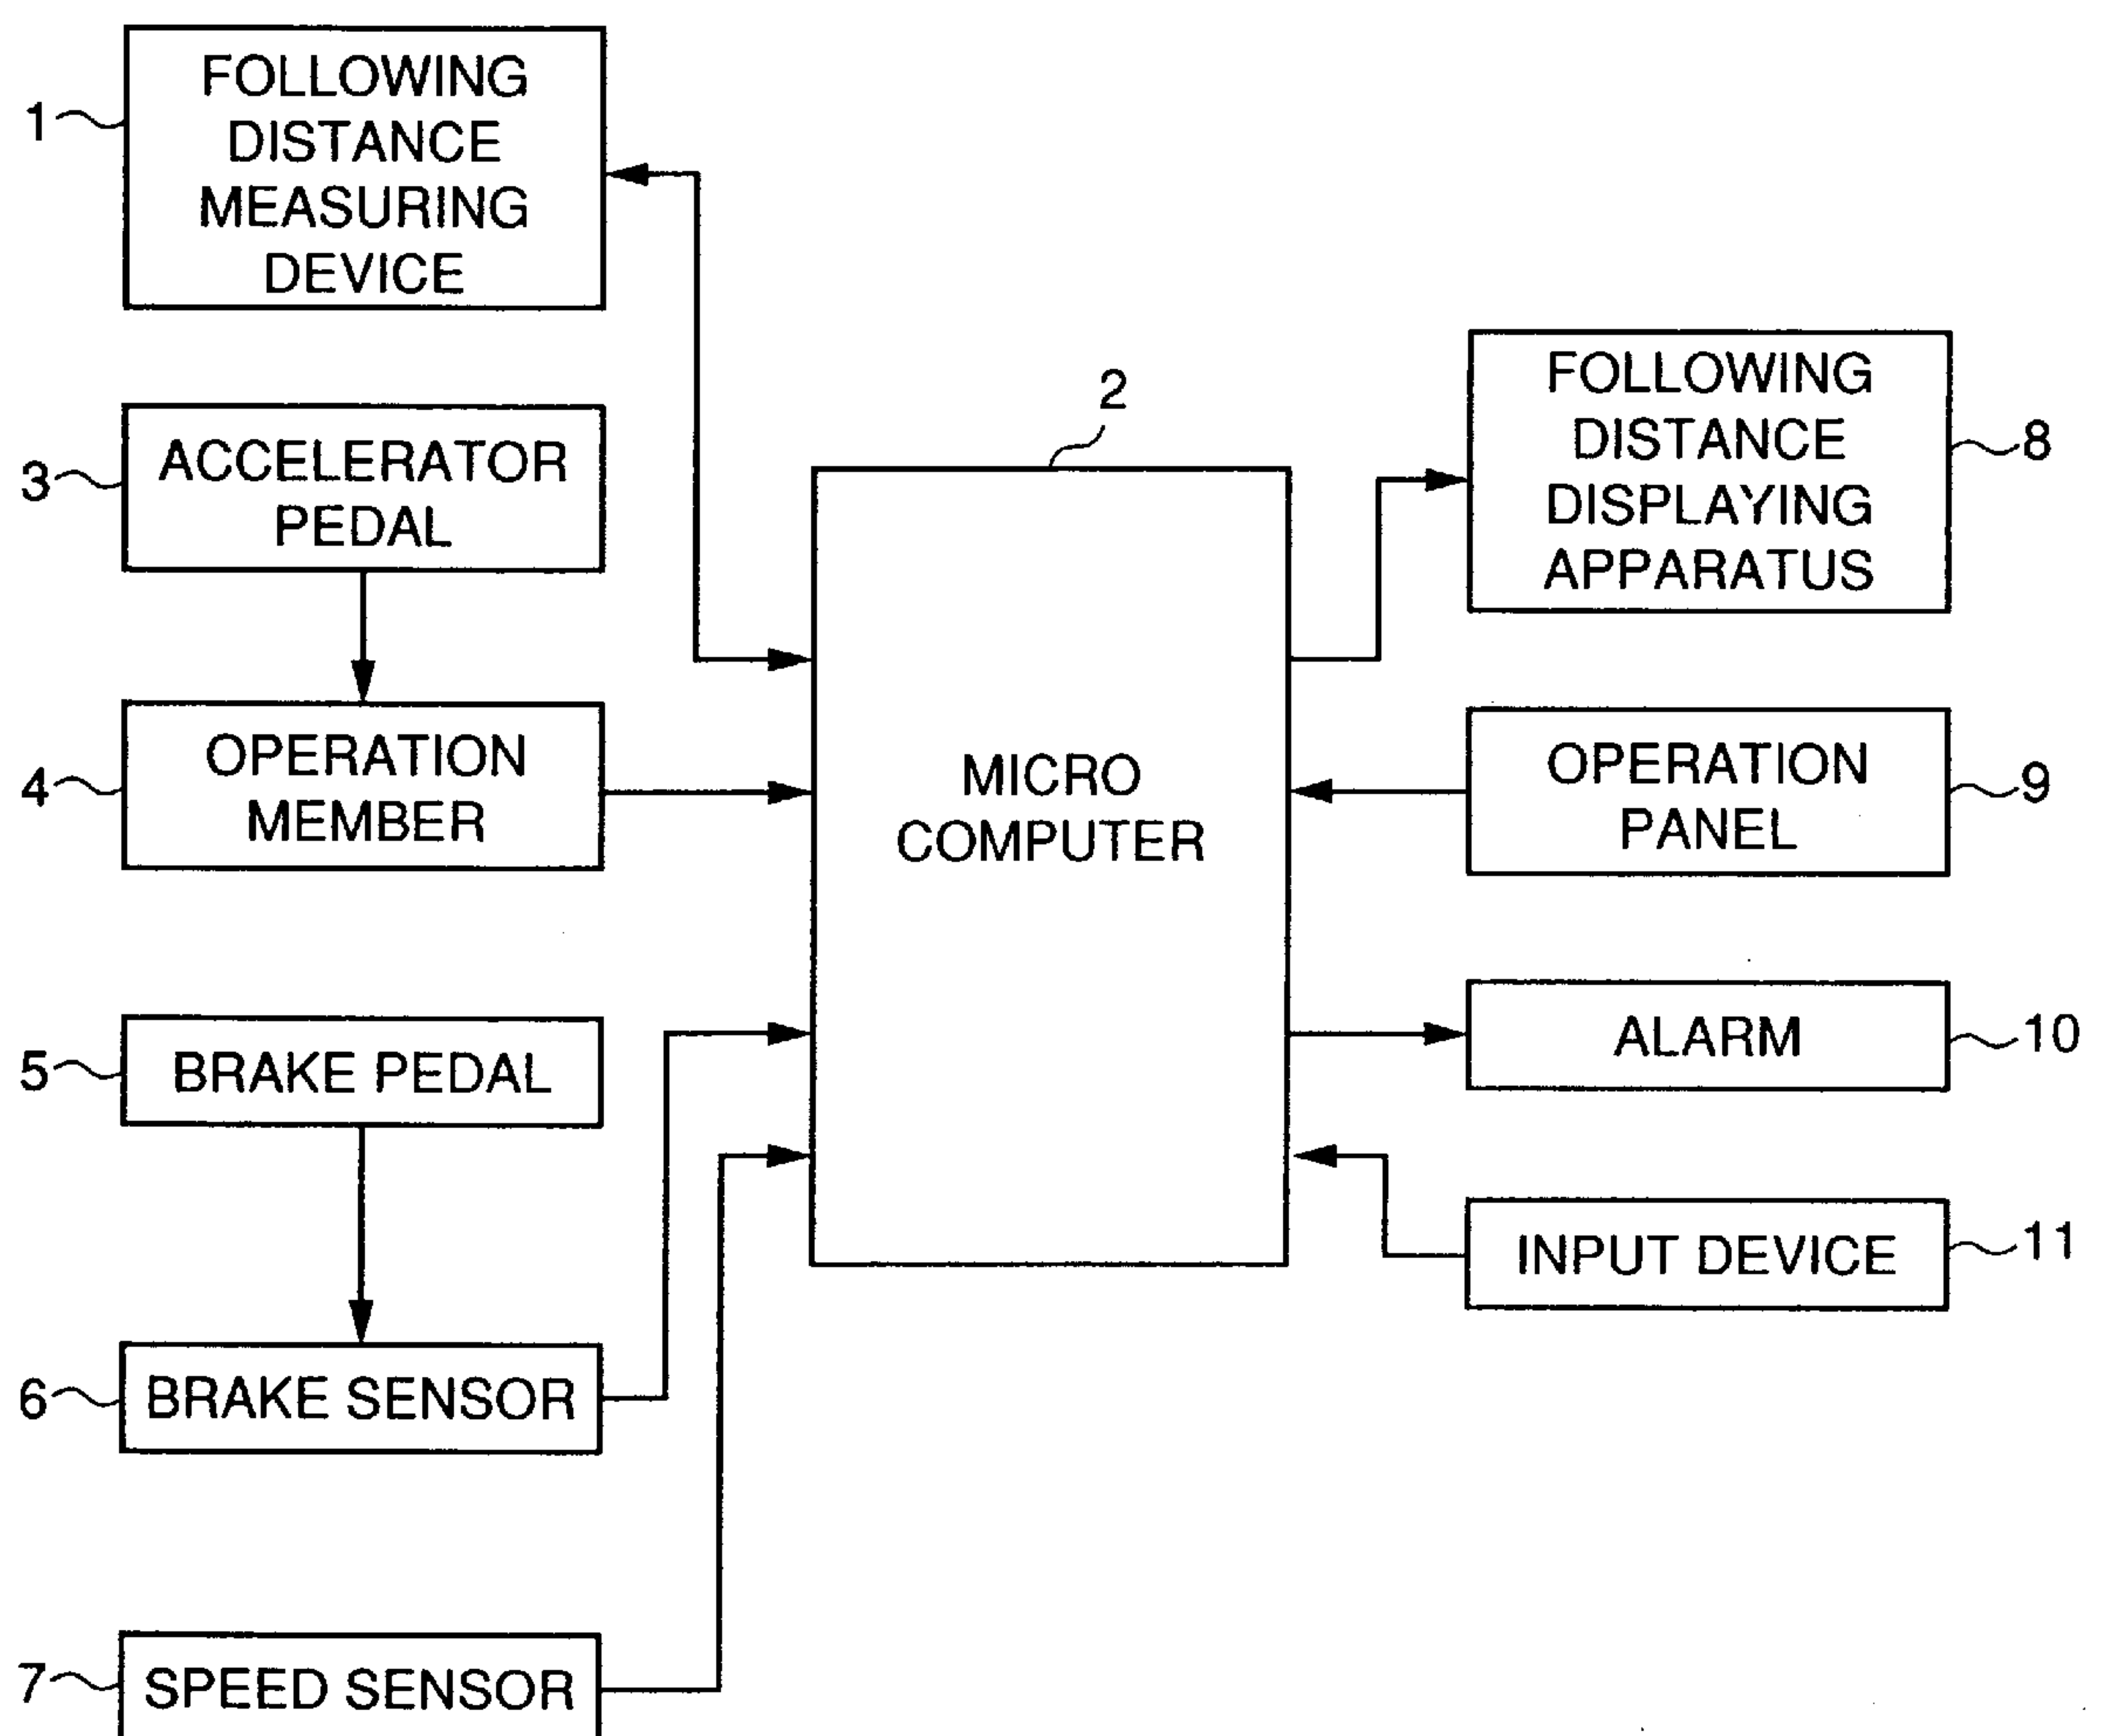 1
FOLLOWING
DISTANCE
MEASURING
DEVICE
3
ACCELERATOR
PEDAL
4
OPERATION
MEMBER
5
BRAKE PEDAL
6
BRAKE SENSOR
7
SPEED SENSOR
2
MICRO
COMPUTER
FOLLOWING
DISTANCE
DISPLAYING
APPARATUS
8
OPERATION
PANEL
9
ALARM
10
INPUT DEVICE
11